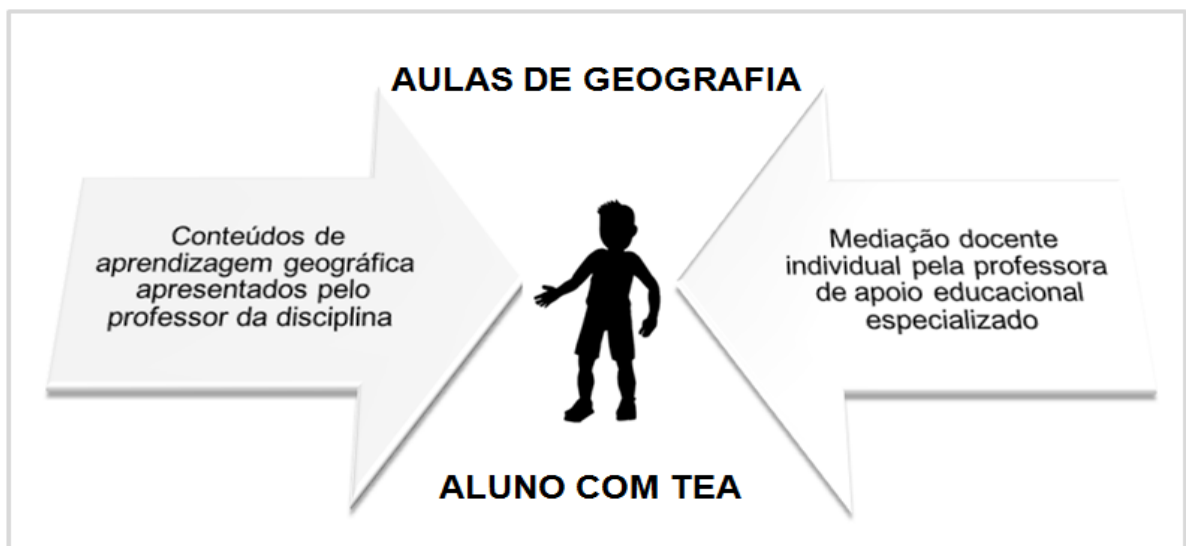 AULAS DE GEOGRAFIA
Conteúdos de
aprendizagem geográfica
apresentados pelo
professor da disciplina
Mediação docente
individual pela professora
de apoio educacional
especializado
ALUNO COM TEA